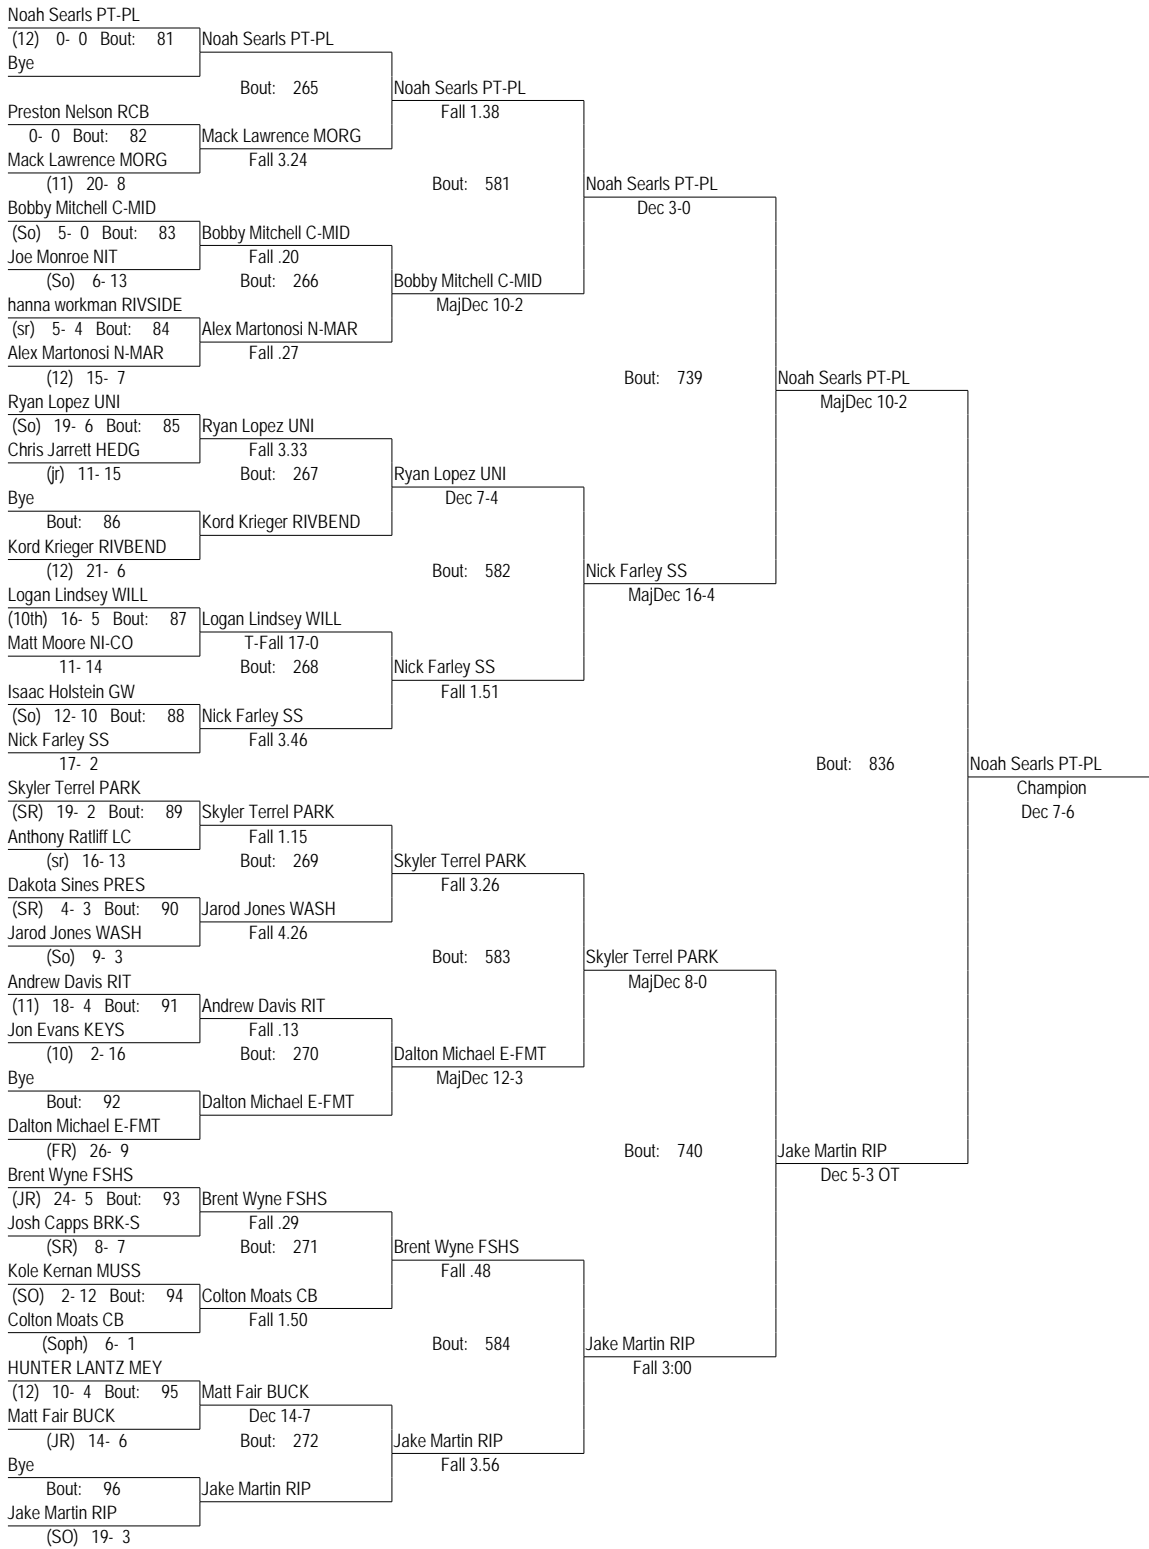 Noah Searls PT-PL
(12) 0- 0 Bout: 81 Noah Searls PT-PL
Bye
Bout: 265 Noah Searls PT-PL
Preston Nelson RCB Fall 1.38
0- 0 Bout: 82 Mack Lawrence MORG
Mack Lawrence MORG Fall 3.24
(11) 20- 8 Bout: 581 Noah Searls PT-PL
Bobby Mitchell C-MID Dec 3-0
(So) 5- 0 Bout: 83 Bobby Mitchell C-MID
Joe Monroe NIT Fall .20
(So) 6- 13 Bout: 266 Bobby Mitchell C-MID
hanna workman RIVSIDE MajDec 10-2
(sr) 5- 4 Bout: 84 Alex Martonosi N-MAR
Alex Martonosi N-MAR Fall .27
(12) 15- 7 Bout: 739 Noah Searls PT-PL
Ryan Lopez UNI MajDec 10-2
(So) 19- 6 Bout: 85 Ryan Lopez UNI
Chris Jarrett HEDG Fall 3.33
(jr) 11- 15 Bout: 267 Ryan Lopez UNI
Bye Dec 7-4
Bout: 86 Kord Krieger RIVBEND
Kord Krieger RIVBEND
(12) 21- 6 Bout: 582 Nick Farley SS
Logan Lindsey WILL MajDec 16-4
(10th) 16- 5 Bout: 87 Logan Lindsey WILL
Matt Moore NI-CO T-Fall 17-0
11- 14 Bout: 268 Nick Farley SS
Isaac Holstein GW Fall 1.51
(So) 12- 10 Bout: 88 Nick Farley SS
Nick Farley SS Fall 3.46
17- 2 Bout: 836 Noah Searls PT-PL
Skyler Terrel PARK Champion
(SR) 19- 2 Bout: 89 Skyler Terrel PARK Dec 7-6
Anthony Ratliff LC Fall 1.15
(sr) 16- 13 Bout: 269 Skyler Terrel PARK
Dakota Sines PRES Fall 3.26
(SR) 4- 3 Bout: 90 Jarod Jones WASH
Jarod Jones WASH Fall 4.26
(So) 9- 3 Bout: 583 Skyler Terrel PARK
Andrew Davis RIT MajDec 8-0
(11) 18- 4 Bout: 91 Andrew Davis RIT
Jon Evans KEYS Fall .13
(10) 2- 16 Bout: 270 Dalton Michael E-FMT
Bye MajDec 12-3
Bout: 92 Dalton Michael E-FMT
Dalton Michael E-FMT
(FR) 26- 9 Bout: 740 Jake Martin RIP
Brent Wyne FSHS Dec 5-3 OT
(JR) 24- 5 Bout: 93 Brent Wyne FSHS
Josh Capps BRK-S Fall .29
(SR) 8- 7 Bout: 271 Brent Wyne FSHS
Kole Kernan MUSS Fall .48
(SO) 2- 12 Bout: 94 Colton Moats CB
Colton Moats CB Fall 1.50
(Soph) 6- 1 Bout: 584 Jake Martin RIP
HUNTER LANTZ MEY Fall 3:00
(12) 10- 4 Bout: 95 Matt Fair BUCK
Matt Fair BUCK Dec 14-7
(JR) 14- 6 Bout: 272 Jake Martin RIP
Bye Fall 3.56
Bout: 96 Jake Martin RIP
Jake Martin RIP
(SO) 19- 3